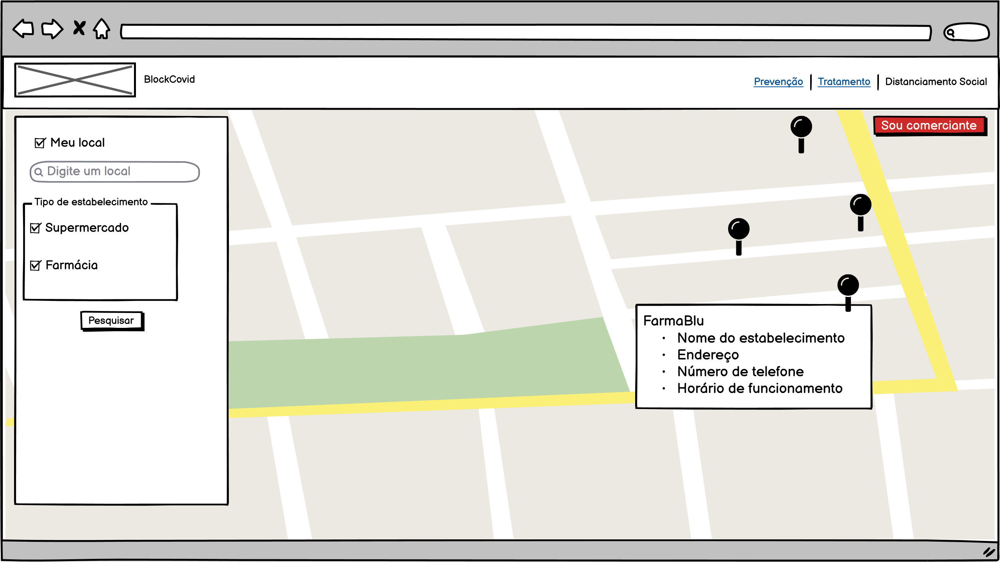 BlockCovid
Prevenção | Tratamento | Distanciamento Social
Sou comerciante
Meu local
Digite um local
Tipo de estabelecimento
Supermercado
Farmácia
Pesquisar
FarmaBlu
• Nome do estabelecimento
• Endereço
• Número de telefone
• Horário de funcionamento